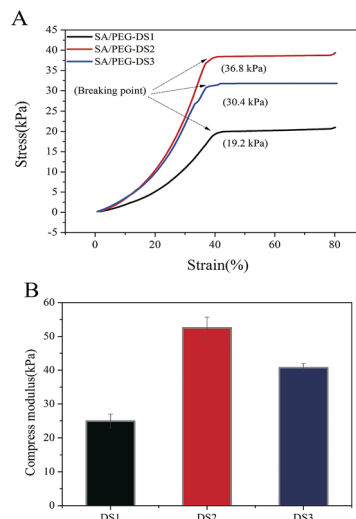 A
SA/PEG-DS1
SA/PEG-DS2
SA/PEG-DS3
(36.8 kPa)
(Breaking point)
(30.4 kPa)
(19.2 kPa)
Stress(kPa)
45
40
35
30
25
20
15
10
5
0
-5
0
20
40
60
80
Strain(%)
B
Compress modulus(kPa)
60
50
40
30
20
10
0
DS1
DS2
DS3